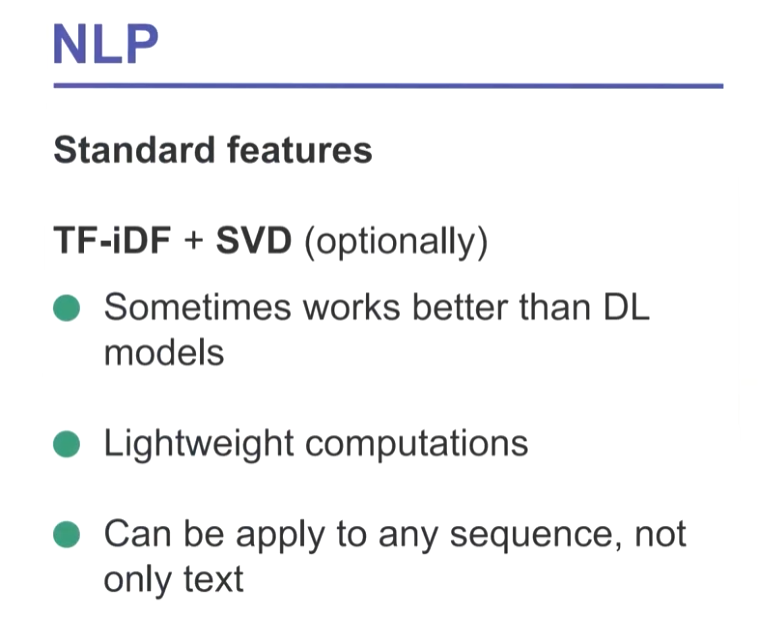 NLP
Standard features
TF-iDF + SVD (optionally)
Sometimes works better than DL
models
Lightweight computations
Can be apply to any sequence, not
only text